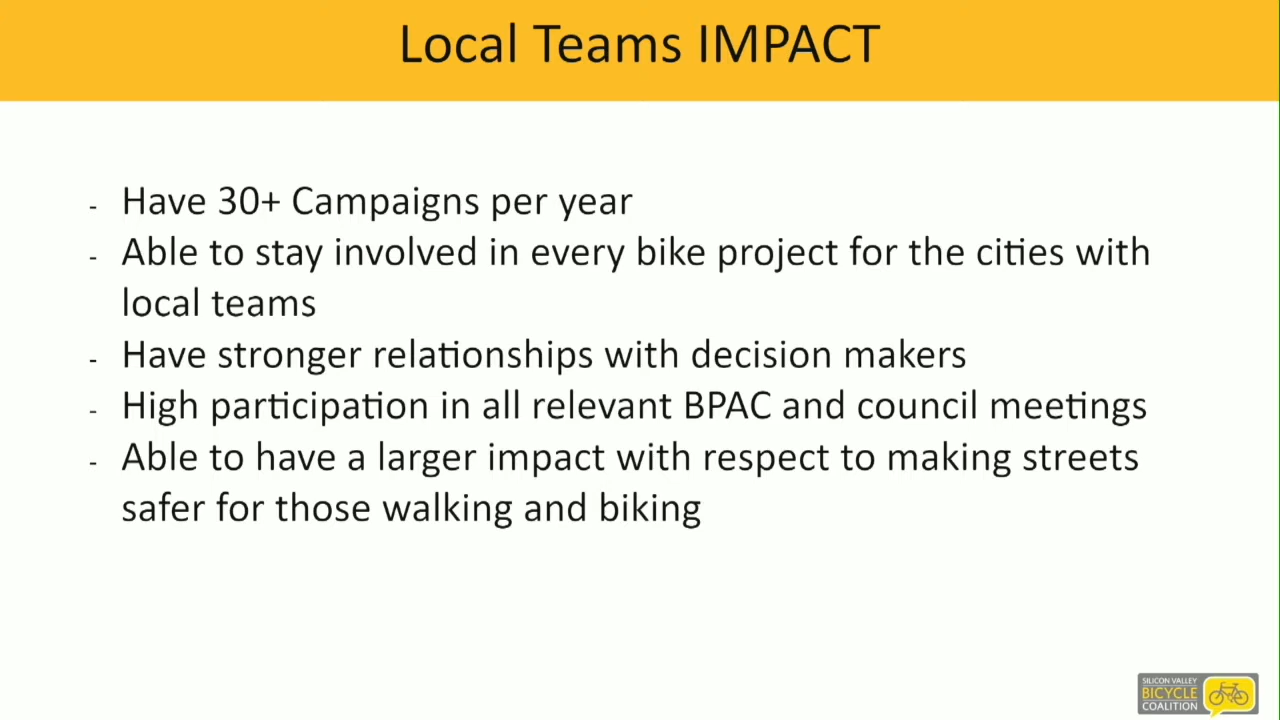 Local Teams IMPACT
- Have 30+ Campaigns per year
- Able to stay involved in every bike project for the cities with
local teams
- Have stronger relationships with decision makers
- High participation in all relevant BPAC and council meetings
- Able to have a larger impact with respect to making streets
safer for those walking and biking
SILICON VALLEY
BICYCLE
COALITION